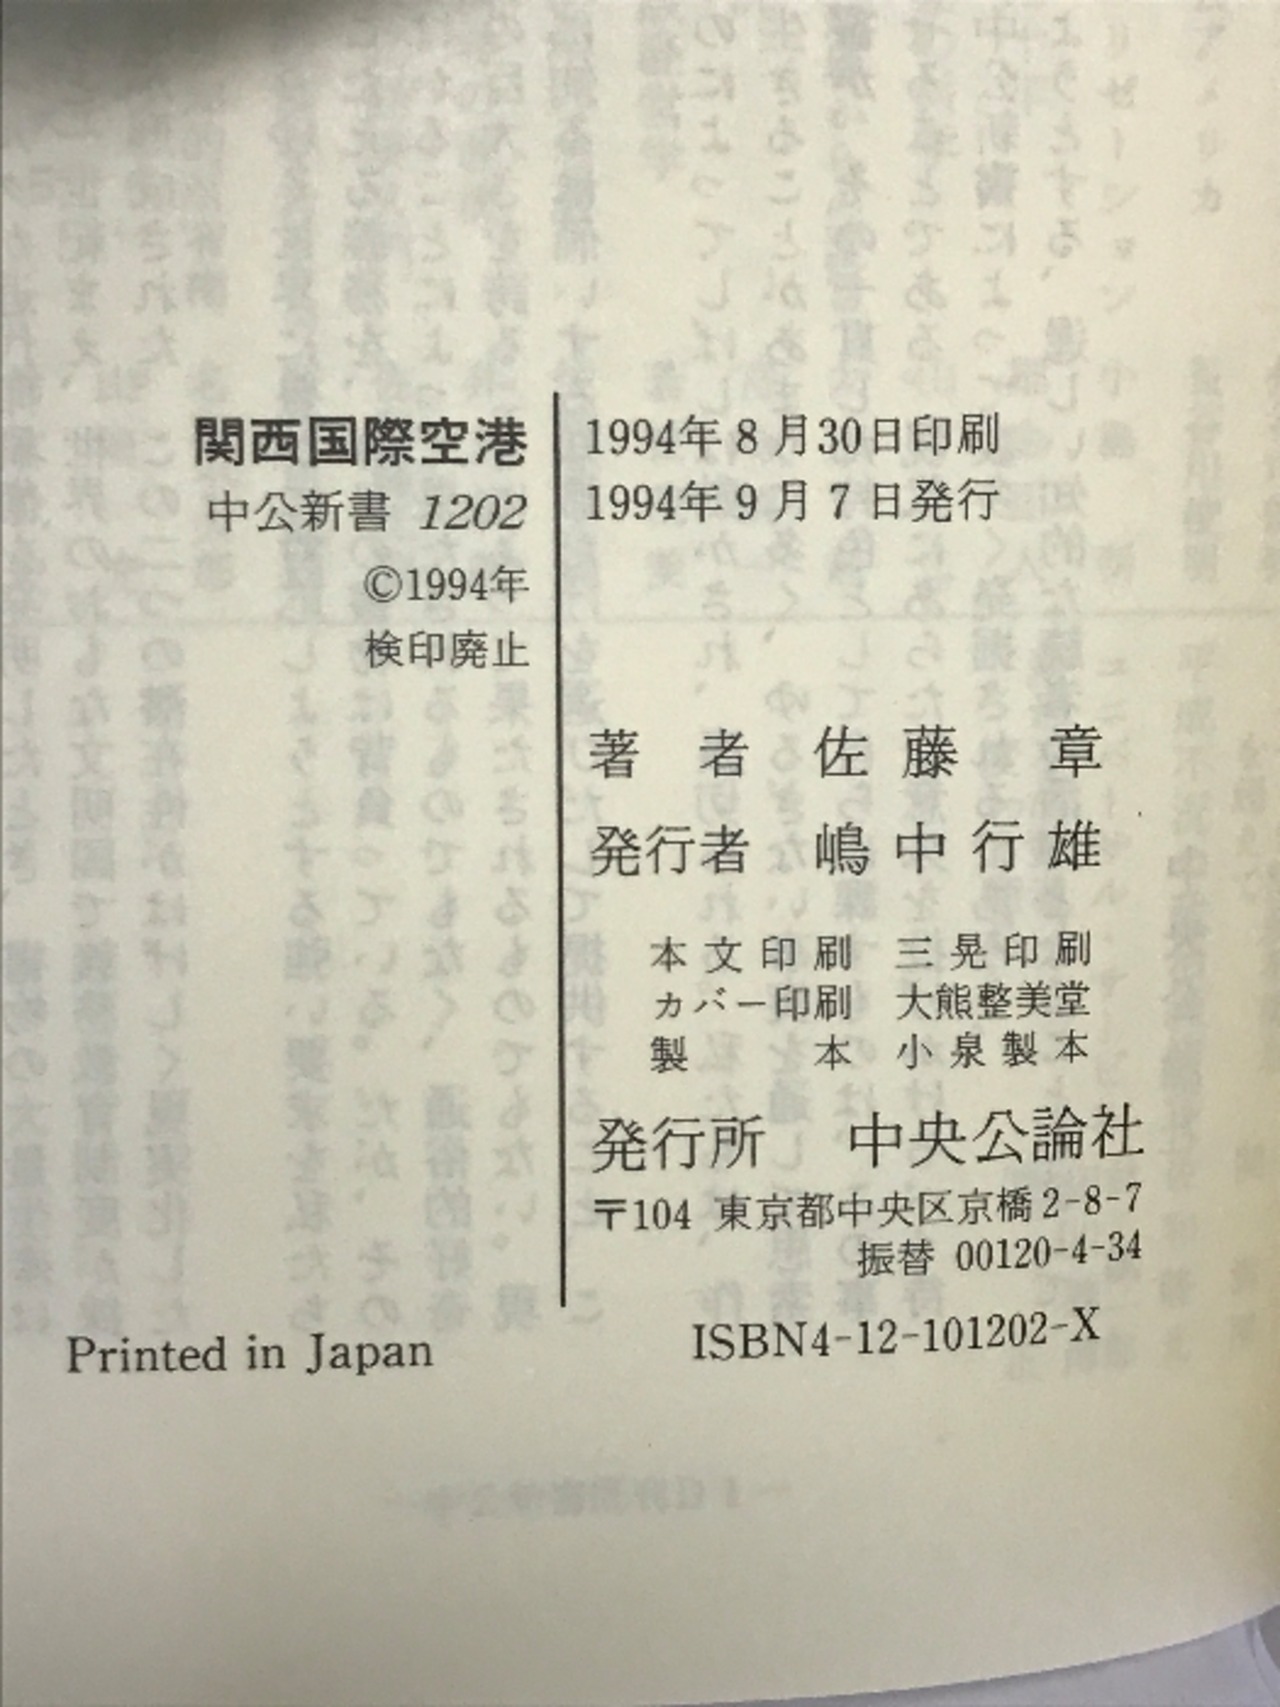 関西国際空港
中公新書 1202
©1994年
検印廃止
1994年8月30日印刷
1994年9月7日発行
著者 佐藤 章
発行者 嶋中行雄
本文印刷 三晃印刷
カバー印刷 大熊整美堂
製本 小泉製本
発行所 中央公論社
〒104 東京都中央区京橋2-8-7
振替 00120-4-34
Printed in Japan
ISBN4-12-101202-X